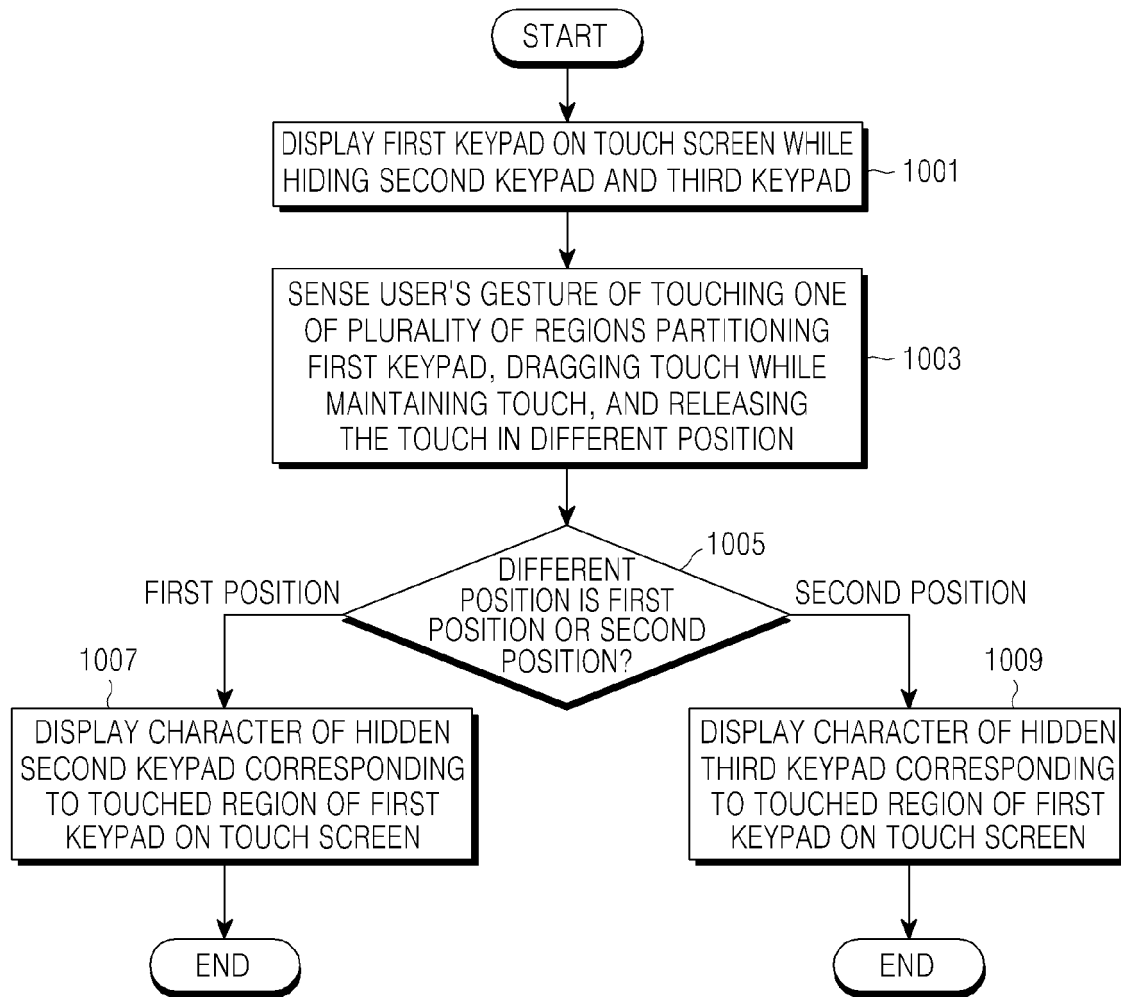 START
DISPLAY FIRST KEYPAD ON TOUCH SCREEN WHILE
HIDING SECOND KEYPAD AND THIRD KEYPAD
1001
SENSE USER'S GESTURE OF TOUCHING ONE
OF PLURALITY OF REGIONS PARTITIONING
FIRST KEYPAD, DRAGGING TOUCH WHILE
MAINTAINING TOUCH, AND RELEASING
THE TOUCH IN DIFFERENT POSITION
1003
1005
DIFFERENT
POSITION IS FIRST
POSITION OR SECOND
POSITION?
FIRST POSITION
SECOND POSITION
1007
DISPLAY CHARACTER OF HIDDEN
SECOND KEYPAD CORRESPONDING
TO TOUCHED REGION OF FIRST
KEYPAD ON TOUCH SCREEN
END
1009
DISPLAY CHARACTER OF HIDDEN
THIRD KEYPAD CORRESPONDING
TO TOUCHED REGION OF FIRST
KEYPAD ON TOUCH SCREEN
END